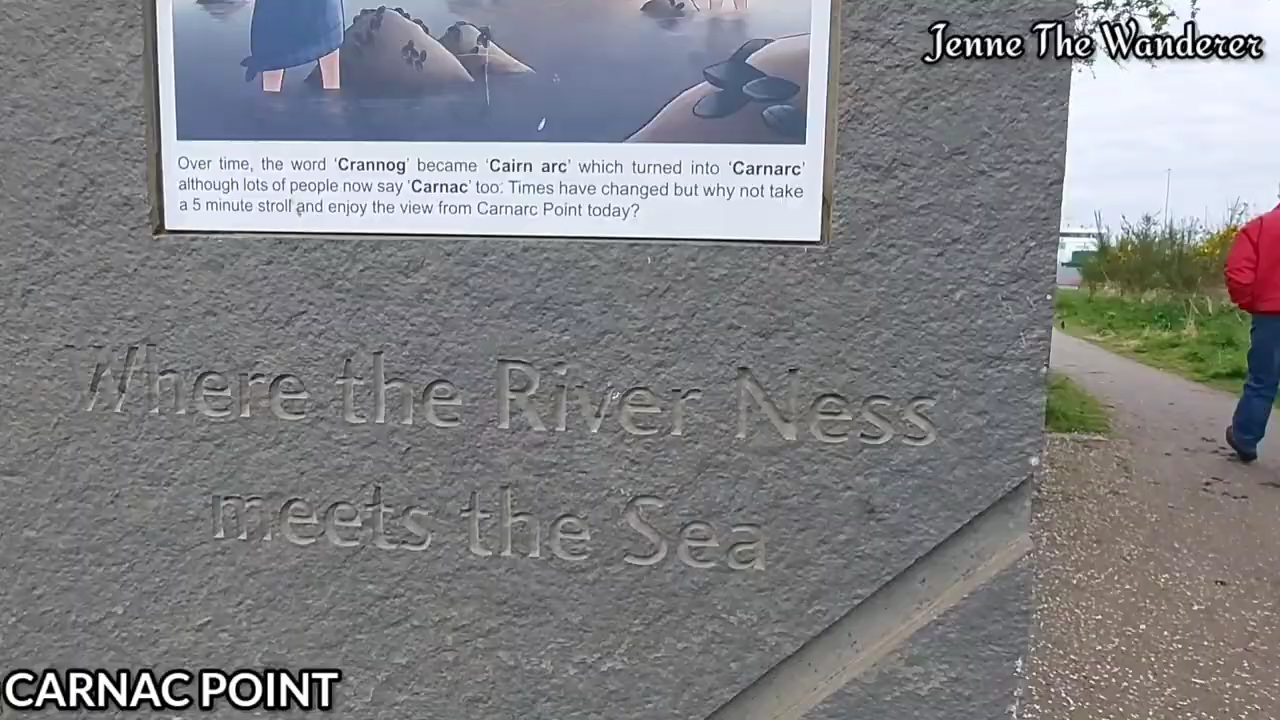 Jenne The Wanderer
Over time, the word 'Crannog' became 'Cairn arc' which turned into 'Carnarc'
although lots of people now say 'Carnac' too. Times have changed but why not take
a 5 minute stroll and enjoy the view from Carnarc Point today?
Where the River Ness
meets the Sea
CARNAC POINT